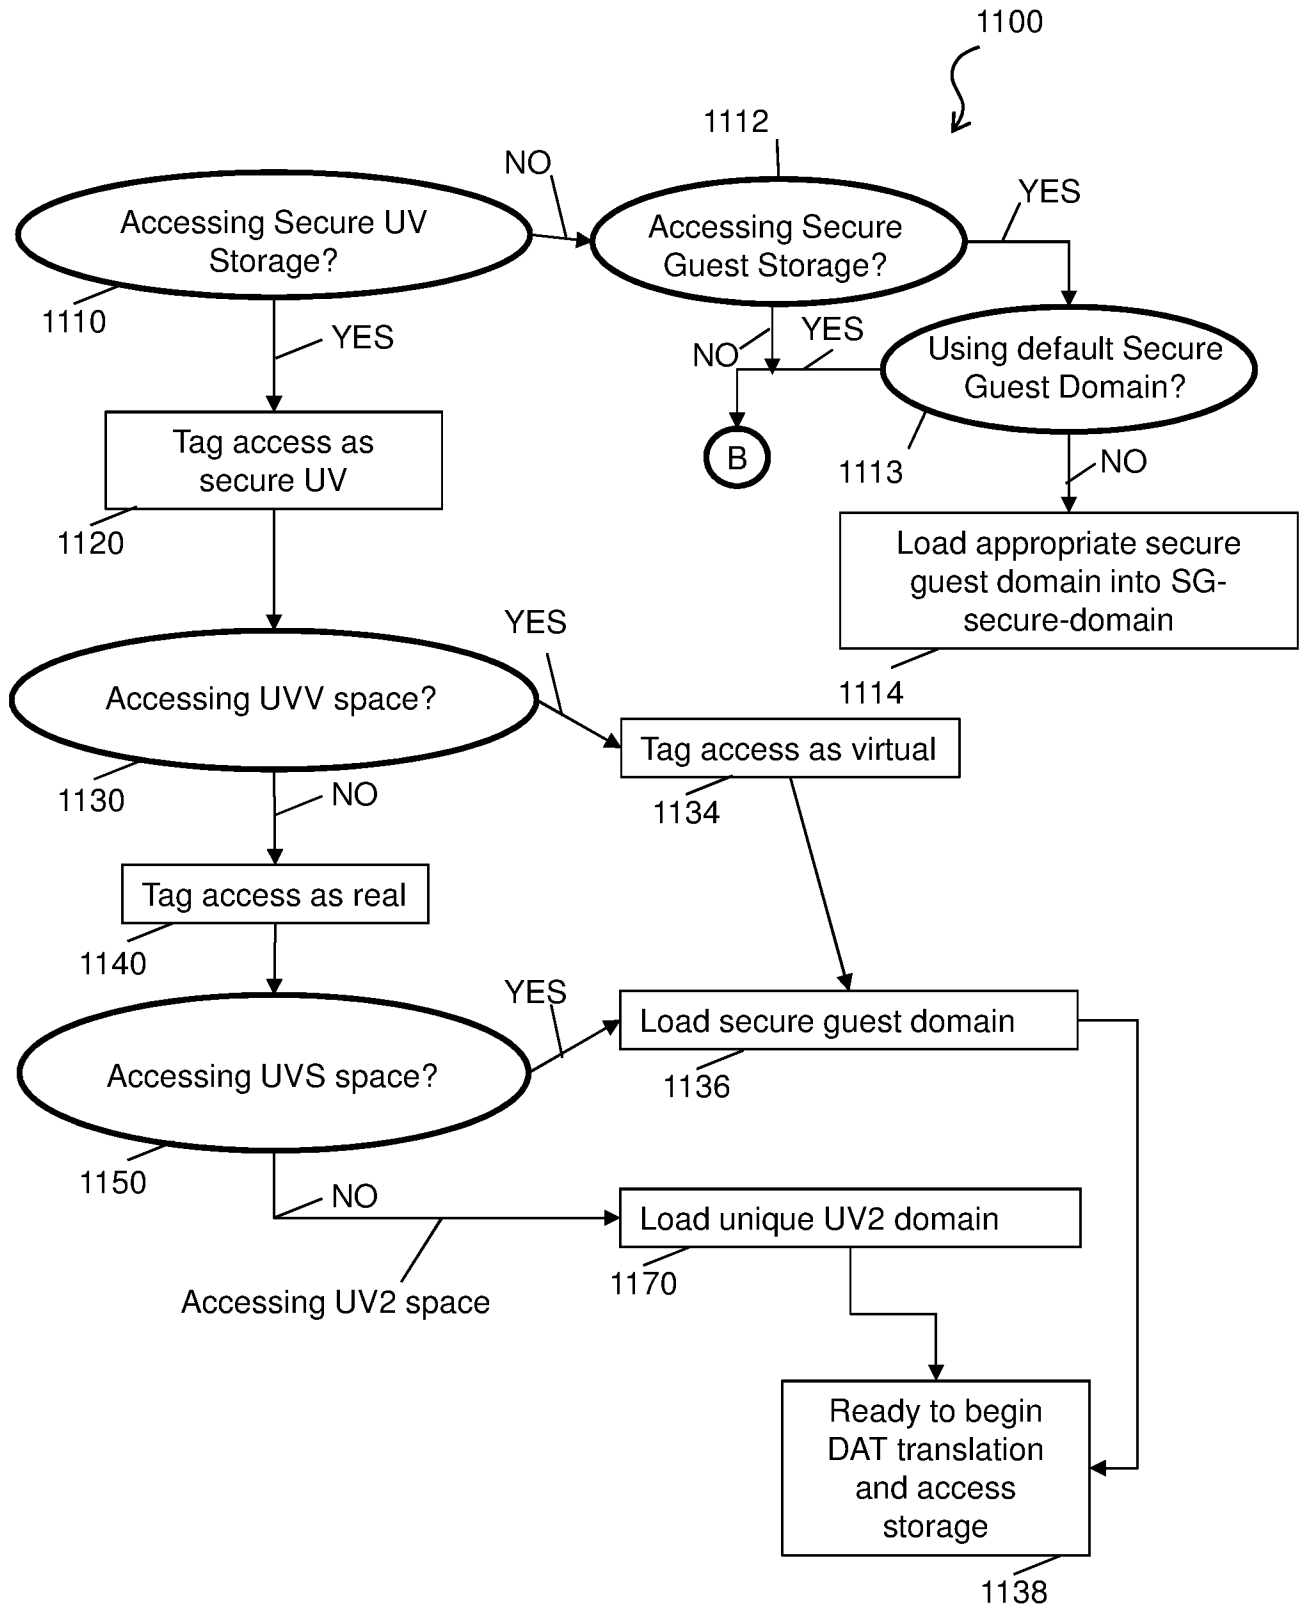 1100
1112
NO
YES
Accessing Secure UV
Storage?
Accessing Secure
Guest Storage?
1110
YES
NO
YES
Using default Secure
Guest Domain?
Tag access as
secure UV
B
1113
NO
1120
Load appropriate secure
guest domain into SG-
secure-domain
YES
1114
Accessing UVV space?
Tag access as virtual
1130
NO
1134
Tag access as real
1140
YES
Load secure guest domain
Accessing UVS space?
1136
1150
NO
Load unique UV2 domain
1170
Accessing UV2 space
Ready to begin
DAT translation
and access
storage
1138